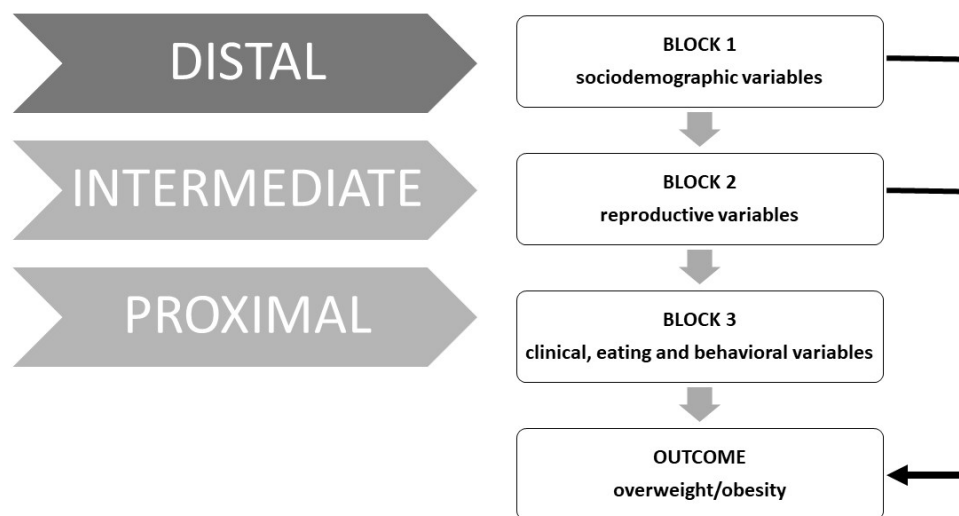 DISTAL
BLOCK 1
sociodemographic variables
INTERMEDIATE
BLOCK 2
reproductive variables
PROXIMAL
BLOCK 3
clinical, eating and behavioral variables
OUTCOME
overweight/obesity